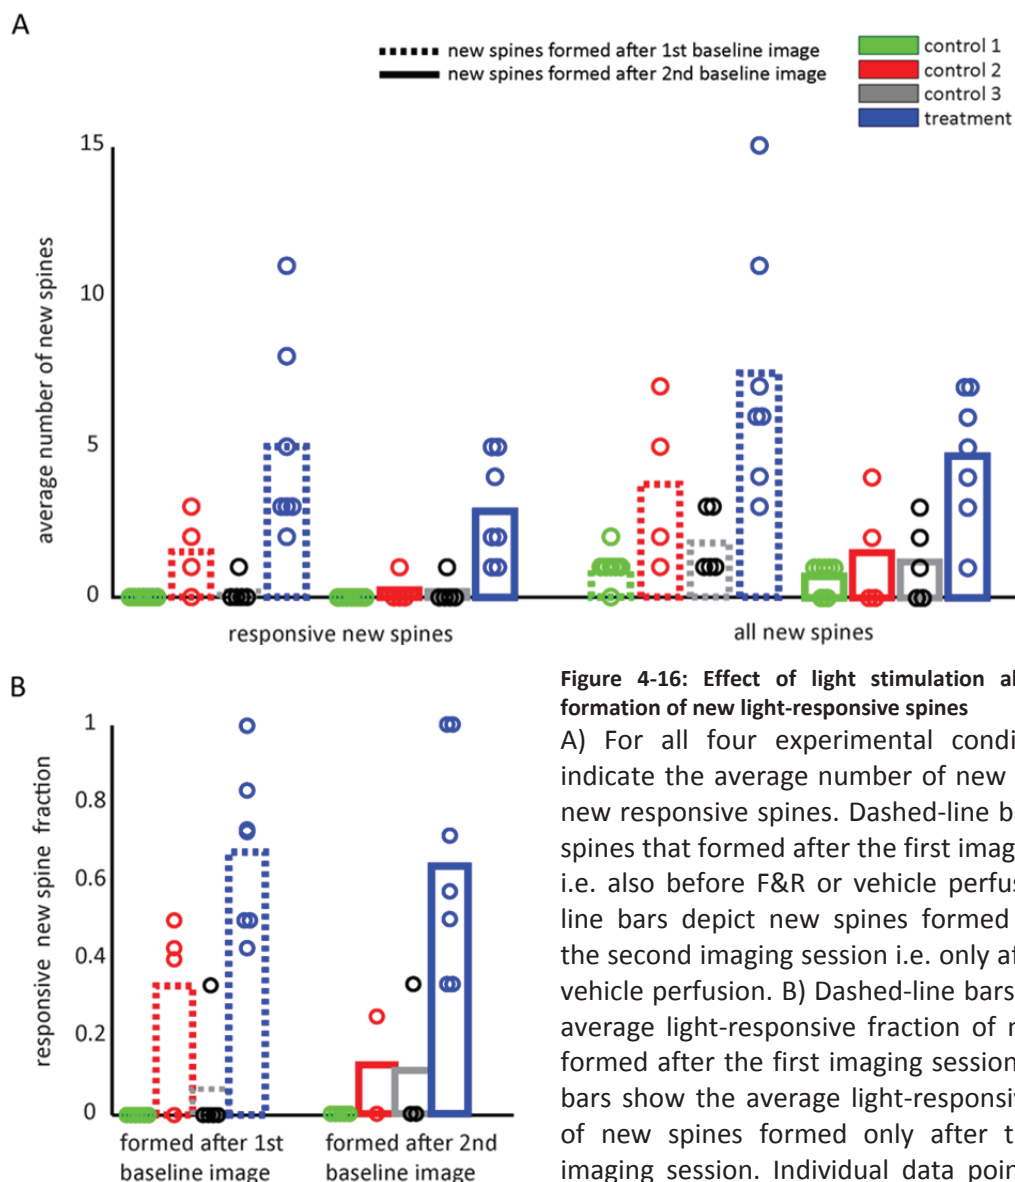 A
new spines formed after 1st baseline image
new spines formed after 2nd baseline image
control 1
control 2
control 3
treatment
15
10
5
0
average number of new spines
responsive new spines
all new spines
B
1
0.8
0.6
0.4
0.2
0
responsive new spine fraction
formed after 1st
baseline image
formed after 2nd
baseline image
Figure 4-16: Effect of light stimulation al
formation of new light-responsive spines
A) For all four experimental condi
indicate the average number of new
new responsive spines. Dashed-line ba
spines that formed after the first imag
i.e. also before F&R or vehicle perfus
line bars depict new spines formed
the second imaging session i.e. only af
vehicle perfusion. B) Dashed-line bars
average light-responsive fraction of n
formed after the first imaging session
bars show the average light-responsiv
of new spines formed only after t
imaging session. Individual data poin